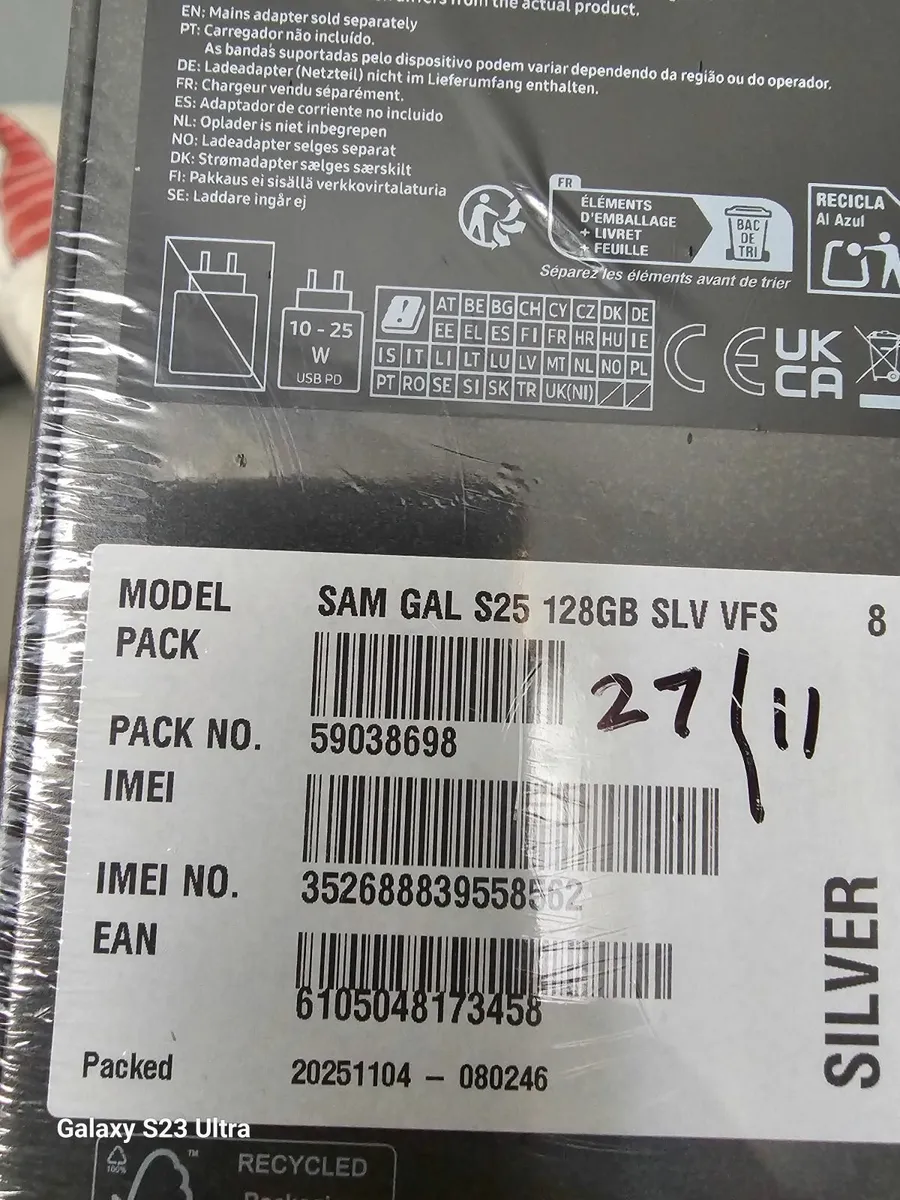 from the actual product.
EN: Mains adapter sold separately
PT: Carregador não incluído.
As bandas suportadas pelo dispositivo podem variar dependendo da região ou do operador.
DE: Ladeadapter (Netzteil) nicht im Lieferumfang enthalten.
FR: Chargeur vendu séparément.
ES: Adaptador de corriente no incluido
NL: Oplader is niet inbegrepen
NO: Ladeadapter selges separat
DK: Strømadapter sælges særskilt
FI: Pakkaus ei sisällä verkkovirtalaturia
SE: Laddare ingår ej
FR
ÉLÉMENTS
D'EMBALLAGE
+ LIVRET
+ FEUILLE
BAC
DE
TRI
Séparez les éléments avant de trier
RECICLA
Al Azul
10 - 25
W
USB PD
AT BE BG CH CY CZ DK DE
EE EL ES FI FR HR HU IE
IS IT LI LT LU LV MT NL NO PL
PT RO SE SI SK TR UK(NI)
CE
UK
CA
MODEL SAM GAL S25 128GB SLV VFS 8
PACK
27/11
PACK NO. 59038698
IMEI
IMEI NO. 352688839558562
EAN
6105048173458
Packed 20251104 – 080246
SILVER
Galaxy S23 Ultra
100%
™
RECYCLED